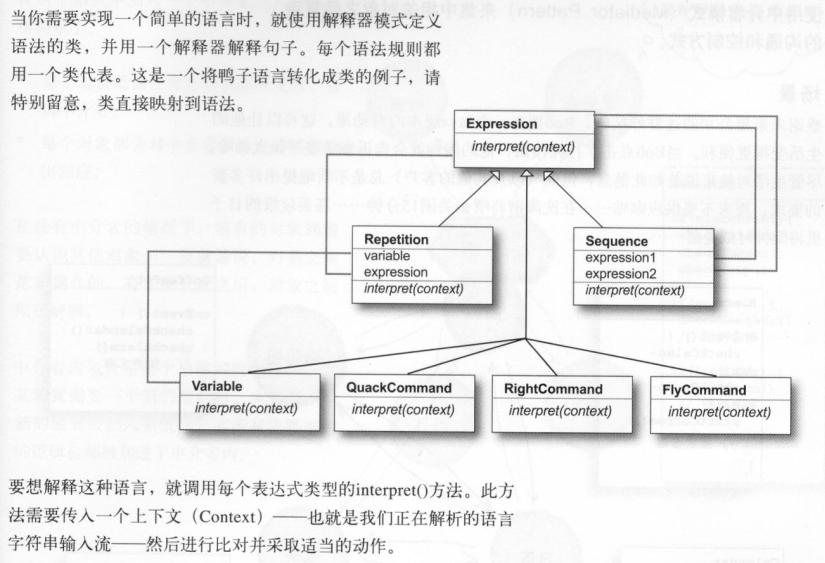 当你需要实现一个简单的语言时，就使用解释器模式定义
语法的类，并用一个解释器解释句子。每个语法规则都
用一个类代表。这是一个将鸭子语言转化成类的例子，请
特别留意，类直接映射到语法。
Expression
interpret(context)
Repetition
variable
expression
interpret(context)
Sequence
expression1
expression2
interpret(context)
Variable
interpret(context)
QuackCommand
interpret(context)
RightCommand
interpret(context)
FlyCommand
interpret(context)
要想解释这种语言，就调用每个表达式类型的interpret()方法。此方
法需要传入一个上下文（Context）——也就是我们正在解析的语言
字符串输入流——然后进行比对并采取适当的动作。